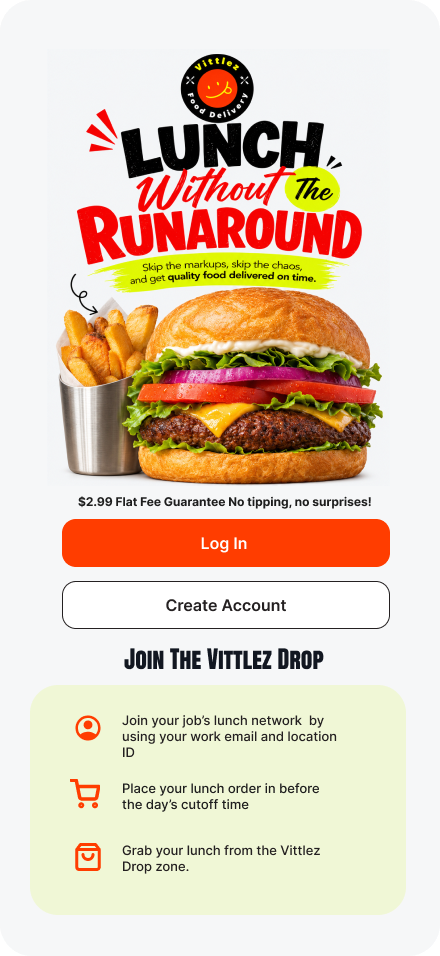 Vittlez
Food Delivery
LUNCH
Without The
RUNAROUND
Skip the markups, skip the chaos,
and get quality food delivered on time.
$2.99 Flat Fee Guarantee No tipping, no surprises!
Log In
Create Account
Join The Vittlez Drop
Join your job's lunch network  by
using your work email and location
ID
Place your lunch order in before
the day's cutoff time
Grab your lunch from the Vittlez
Drop zone.